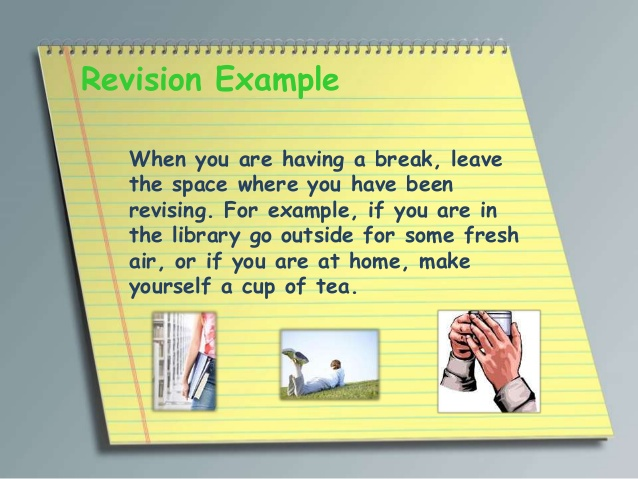 Revision Example
When you are having a break, leave
the space where you have been
revising. For example, if you are in
the library go outside for some fresh
air, or if you are at home, make
yourself a cup of tea.